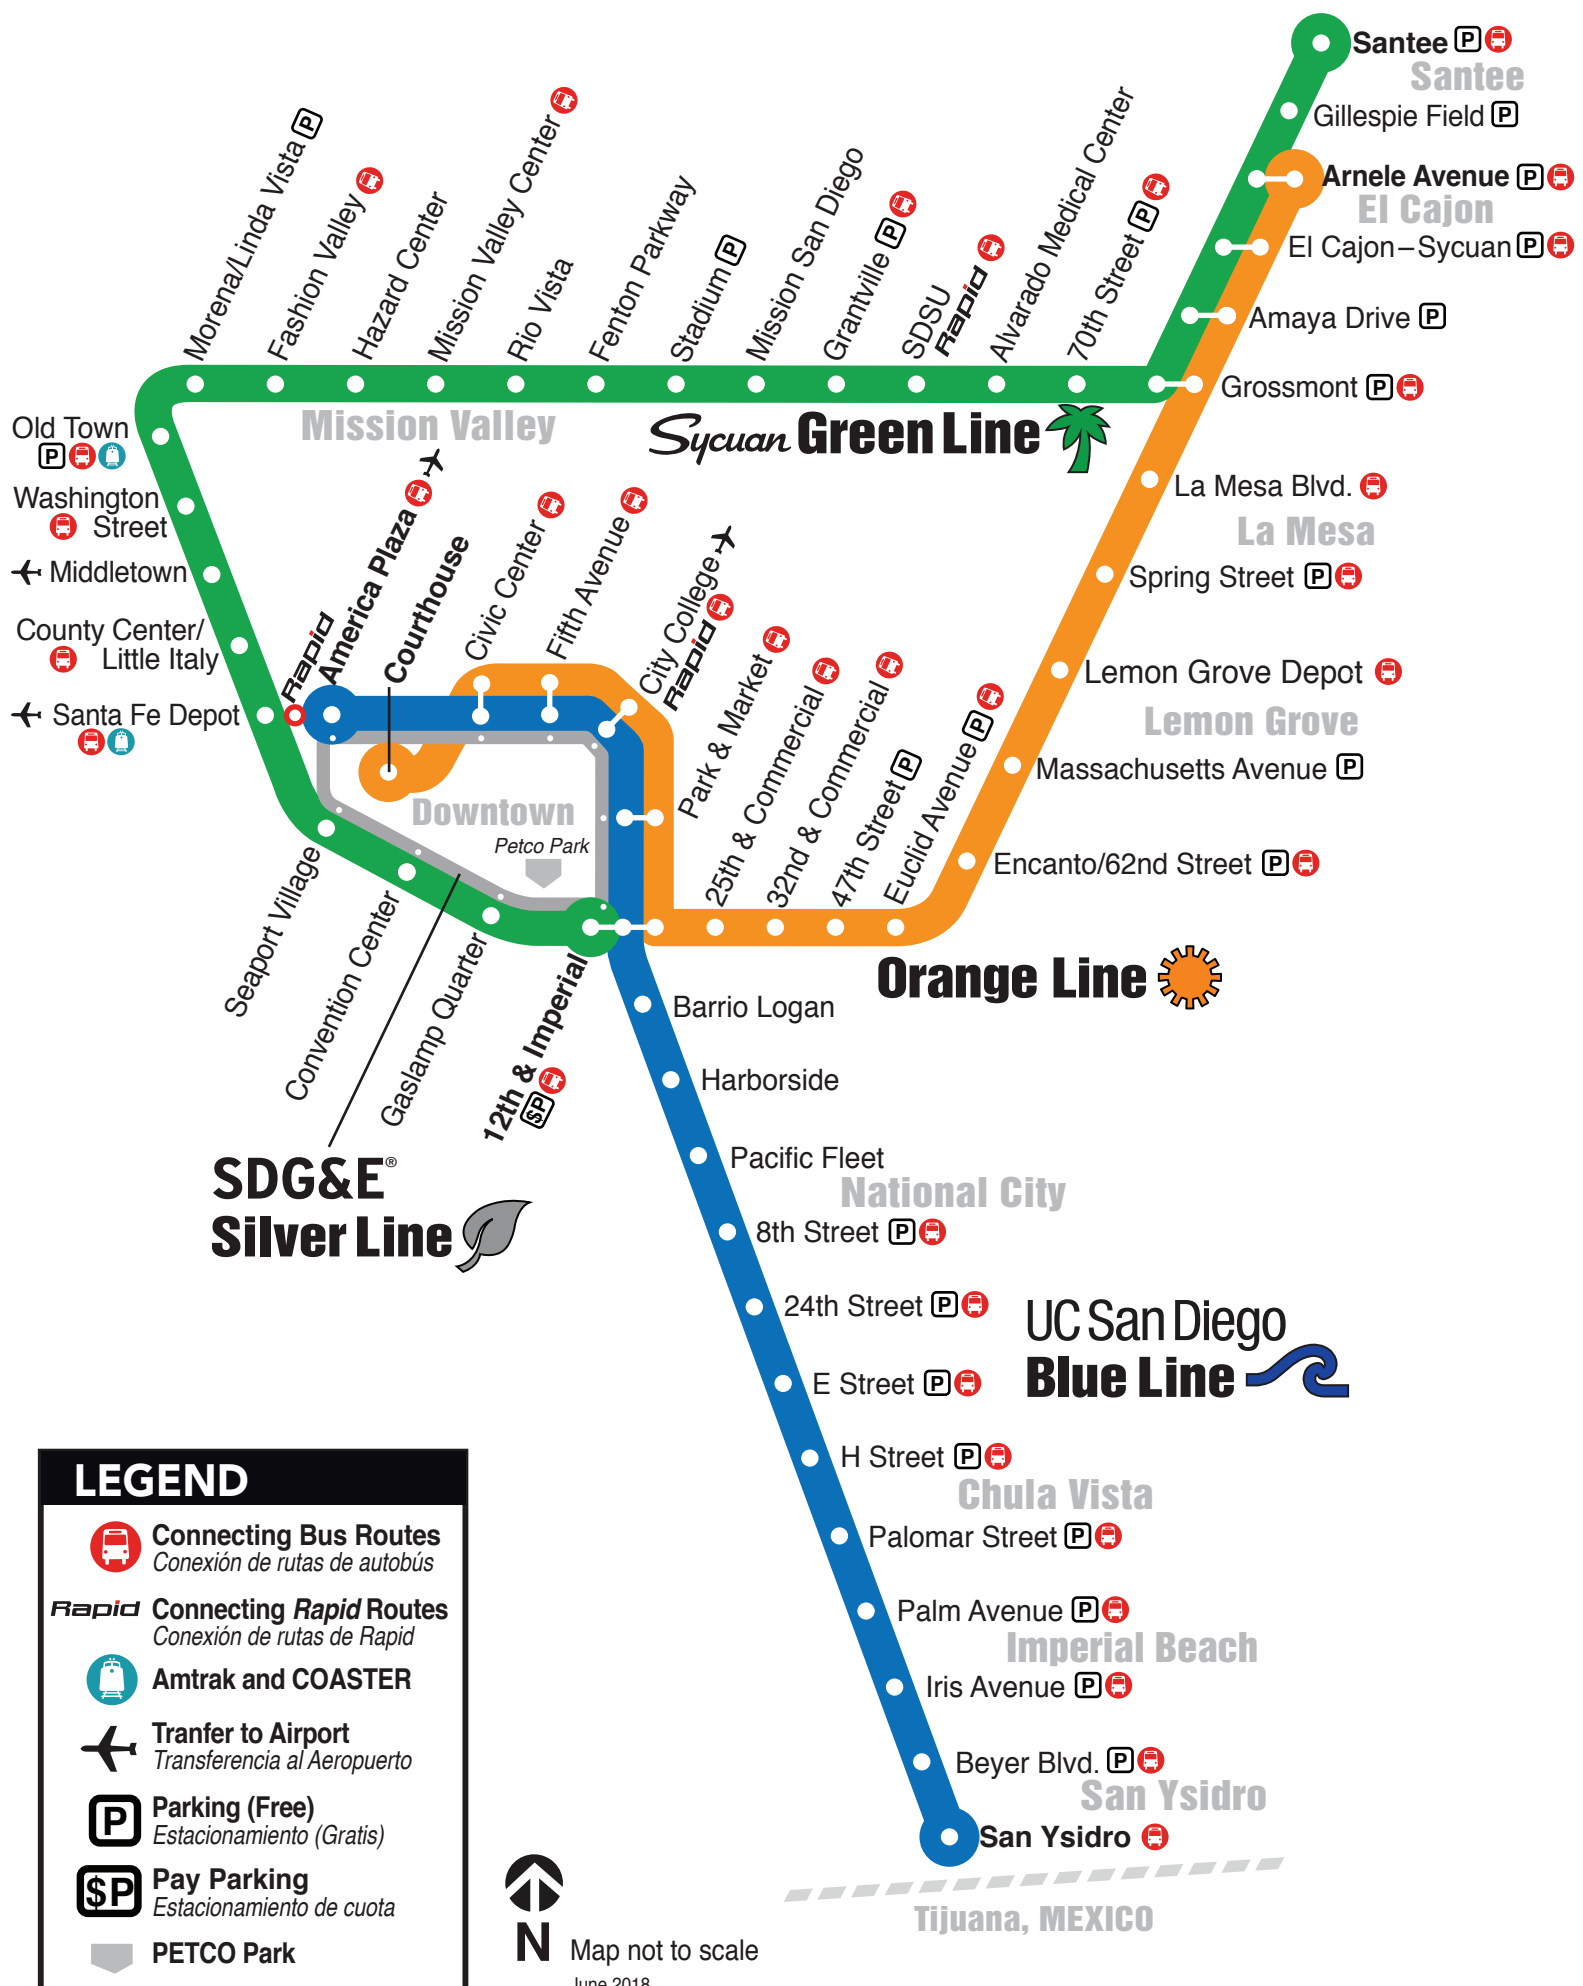 Santee P
Santee
Gillespie Field P
Arnele Avenue P
El Cajon
El Cajon–Sycuan P
Amaya Drive P
Grossmont P
Morena/Linda Vista P
Fashion Valley
Hazard Center
Mission Valley Center
Rio Vista
Fenton Parkway
Stadium P
Mission San Diego
Grantville P
SDSU
Rapid
Alvarado Medical Center
70th Street P
Mission Valley
Sycuan Green Line
Old Town
P
Washington
Street
Middletown
County Center/
Little Italy
Santa Fe Depot
Rapid
America Plaza
Courthouse
Civic Center
Fifth Avenue
City College
Rapid
Park & Market
25th & Commercial
32nd & Commercial
47th Street P
Euclid Avenue P
La Mesa Blvd.
La Mesa
Spring Street P
Lemon Grove Depot
Lemon Grove
Massachusetts Avenue P
Encanto/62nd Street P
Downtown
Petco Park
Orange Line
Seaport Village
Convention Center
Gaslamp Quarter
12th & Imperial
$P
SDG&E®
Silver Line
Barrio Logan
Harborside
Pacific Fleet
National City
8th Street P
24th Street P
E Street P
UC San Diego
Blue Line
H Street P
Chula Vista
Palomar Street P
Palm Avenue P
Imperial Beach
Iris Avenue P
Beyer Blvd. P
San Ysidro
San Ysidro
Tijuana, MEXICO
LEGEND
Connecting Bus Routes
Conexión de rutas de autobús
Rapid Connecting Rapid Routes
Conexión de rutas de Rapid
Amtrak and COASTER
Tranfer to Airport
Transferencia al Aeropuerto
P Parking (Free)
Estacionamiento (Gratis)
$P Pay Parking
Estacionamiento de cuota
PETCO Park
N Map not to scale
June 2018